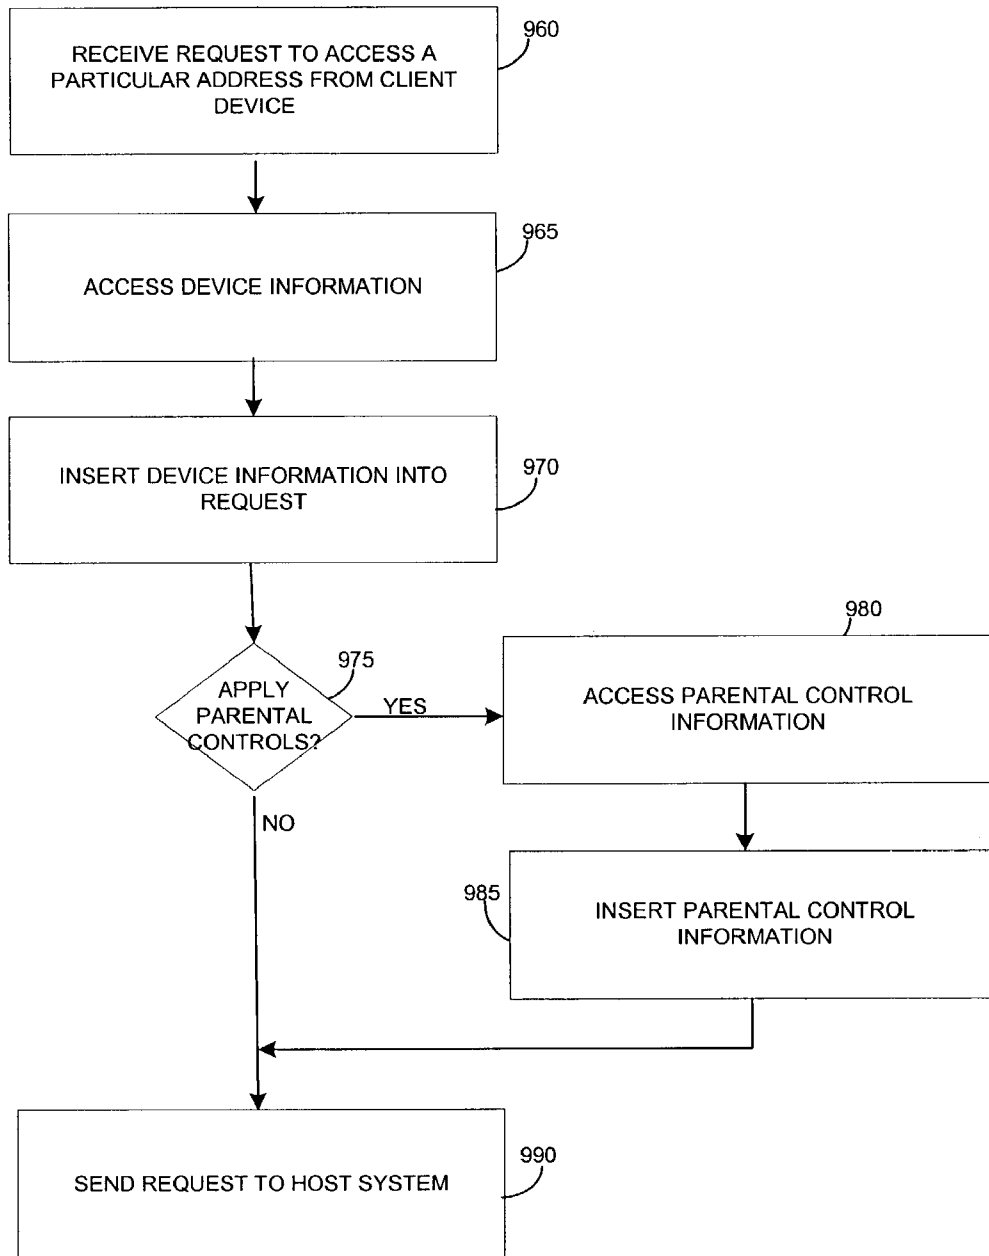 RECEIVE REQUEST TO ACCESS A
PARTICULAR ADDRESS FROM CLIENT
DEVICE
960
ACCESS DEVICE INFORMATION
965
INSERT DEVICE INFORMATION INTO
REQUEST
970
APPLY
PARENTAL
CONTROLS?
975
YES
NO
980
ACCESS PARENTAL CONTROL
INFORMATION
985
INSERT PARENTAL CONTROL
INFORMATION
SEND REQUEST TO HOST SYSTEM
990